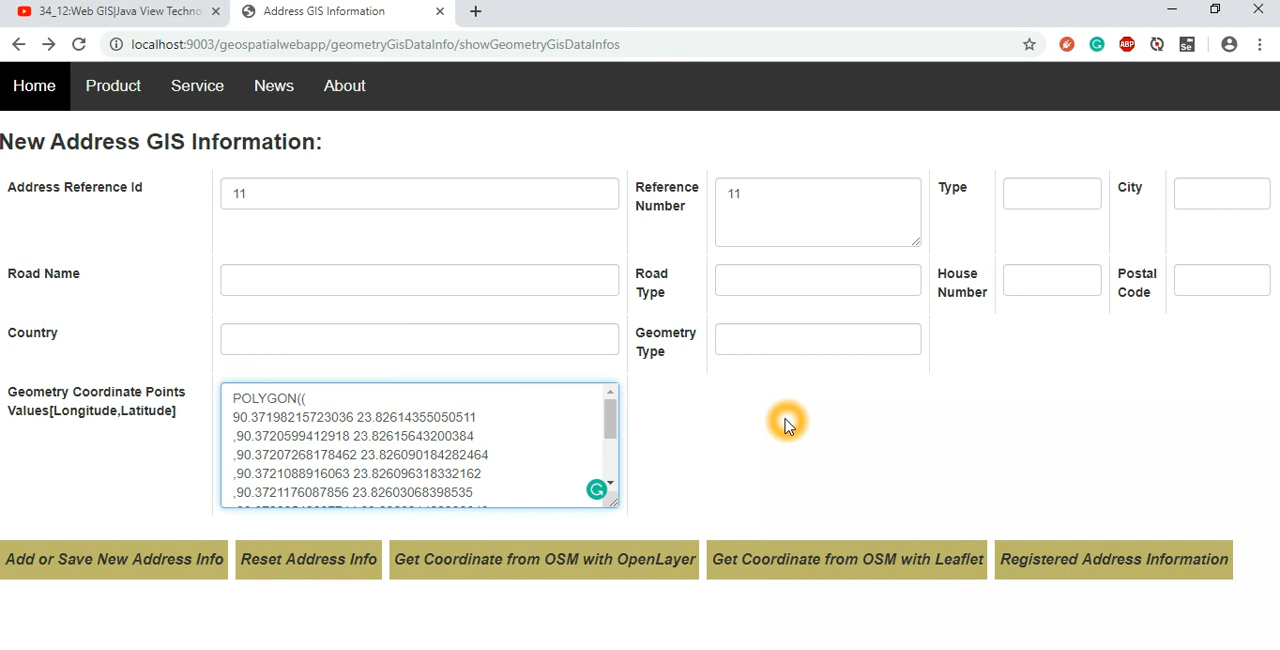 34_12:Web GIS|Java View Techno
Address GIS Information
localhost:9003/geospatialwebapp/geometryGisDataInfo/showGeometryGisDataInfos
ABP
Se
Home Product Service News About
New Address GIS Information:
Address Reference Id 11 Reference Number 11 Type City
Road Name Road Type House Number Postal Code
Country Geometry Type
Geometry Coordinate Points
Values[Longitude,Latitude]
POLYGON((
90.37198215723036 23.82614355050511
,90.3720599412918 23.82615643200384
,90.37207268178462 23.826090184282464
,90.3721088916063 23.826096318332162
,90.3721176087856 23.82603068398535
Add or Save New Address Info Reset Address Info Get Coordinate from OSM with OpenLayer Get Coordinate from OSM with Leaflet Registered Address Information